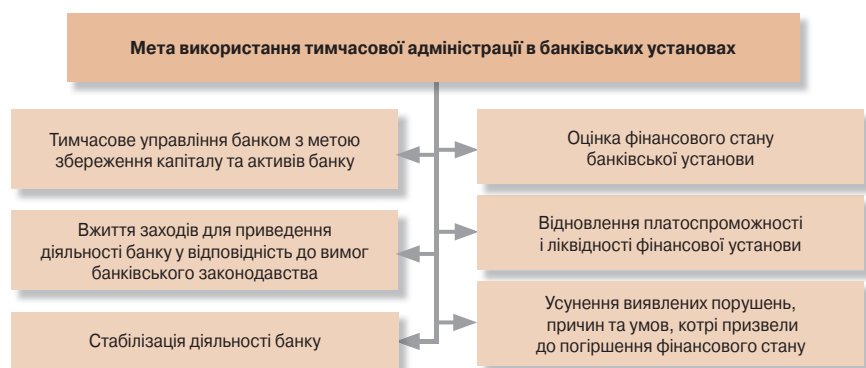 Мета використання тимчасової адміністрації в банківських установах
Тимчасове управління банком з метою
збереження капіталу та активів банку
Оцінка фінансового стану
банківської установи
Вжиття заходів для приведення
діяльності банку у відповідність до вимог
банківського законодавства
Відновлення платоспроможності
і ліквідності фінансової установи
Стабілізація діяльності банку
Усунення виявлених порушень,
причин та умов, котрі призвели
до погіршення фінансового стану